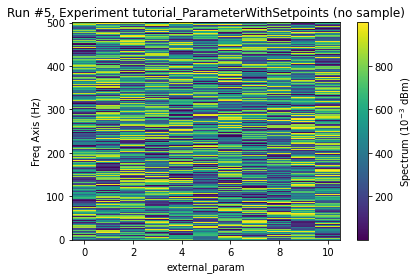 Run #5, Experiment tutorial_ParameterWithSetpoints (no sample)
500
400
300
200
100
0
Freq Axis (Hz)
0 2 4 6 8 10
external_param
800
600
400
200
Spectrum (10⁻³ dBm)